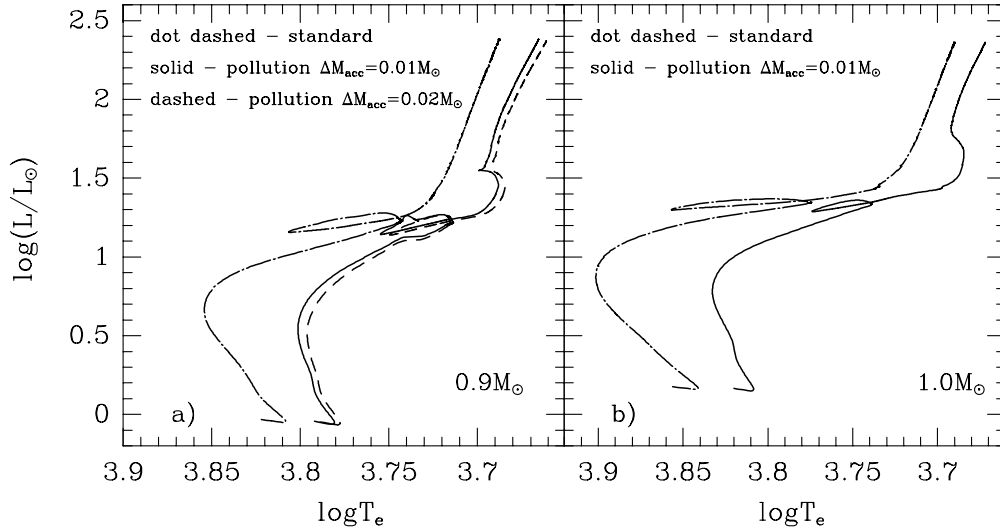 dot dashed – standard
solid – pollution ΔMacc=0.01M⊙
dashed – pollution ΔMacc=0.02M⊙
dot dashed – standard
solid – pollution ΔMacc=0.01M⊙
2.5
2
1.5
1
0.5
0
log(L/L⊙)
0.9M⊙
a)
1.0M⊙
b)
3.9 3.85 3.8 3.75 3.7
3.9 3.85 3.8 3.75 3.7
logTe
logTe